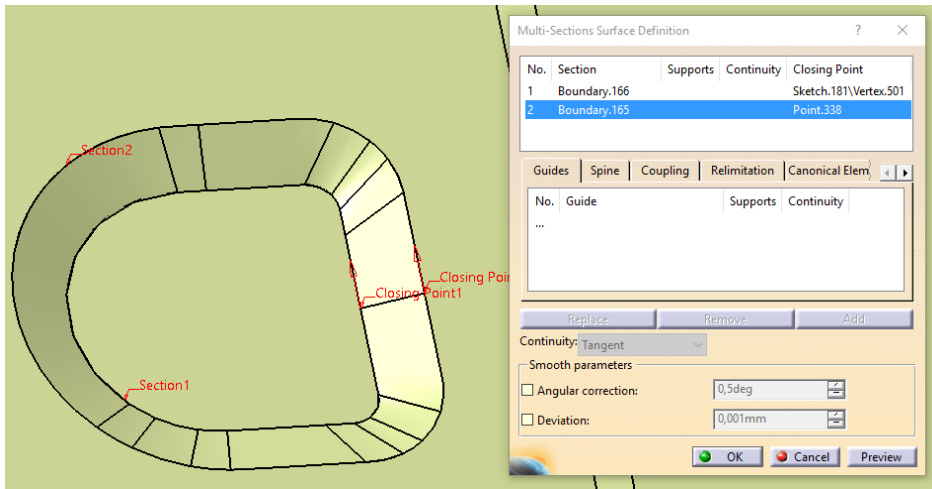 Multi-Sections Surface Definition ? ×
No. Section Supports Continuity Closing Point
1 Boundary.166 Sketch.181\Vertex.501
2 Boundary.165 Point.338
Guides Spine Coupling Relimitation Canonical Elem
No. Guide Supports Continuity
...
Replace Remove Add
Continuity: Tangent
Smooth parameters
Angular correction: 0,5deg
Deviation: 0,001mm
OK Cancel Preview
Section2
Closing Poi
Closing Point1
Section1